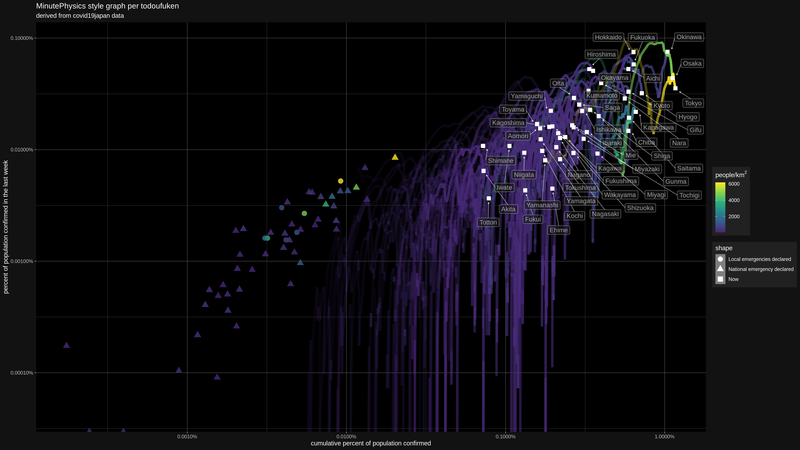 MinutePhysics style graph per todoufuken
derived from covid19japan data
percent of population confirmed in the last week
0.10000%
0.01000%
0.00100%
0.00010%
Hokkaido
Fukuoka
Okinawa
Hiroshima
Osaka
Oita
Okayama
Aichi
Yamaguchi
Kumamoto
Kyoto
Tokyo
Toyama
Saga
Hyogo
Kagoshima
Ishikawa
Kanagawa
Gifu
Aomori
Ibaraki
Chiba
Nara
Shimane
Mie
Shiga
Niigata
Nagano
Kagawa
Miyazaki
Saitama
Iwate
Tokushima
Fukushima
Gunma
Akita
Yamanashi
Yamagata
Wakayama
Miyagi
Tochigi
Tottori
Fukui
Kochi
Nagasaki
Shizuoka
Ehime
0.0010%
0.0100%
0.1000%
1.0000%
cumulative percent of population confirmed
people/km²
6000
4000
2000
shape
Local emergencies declared
National emergency declared
Now